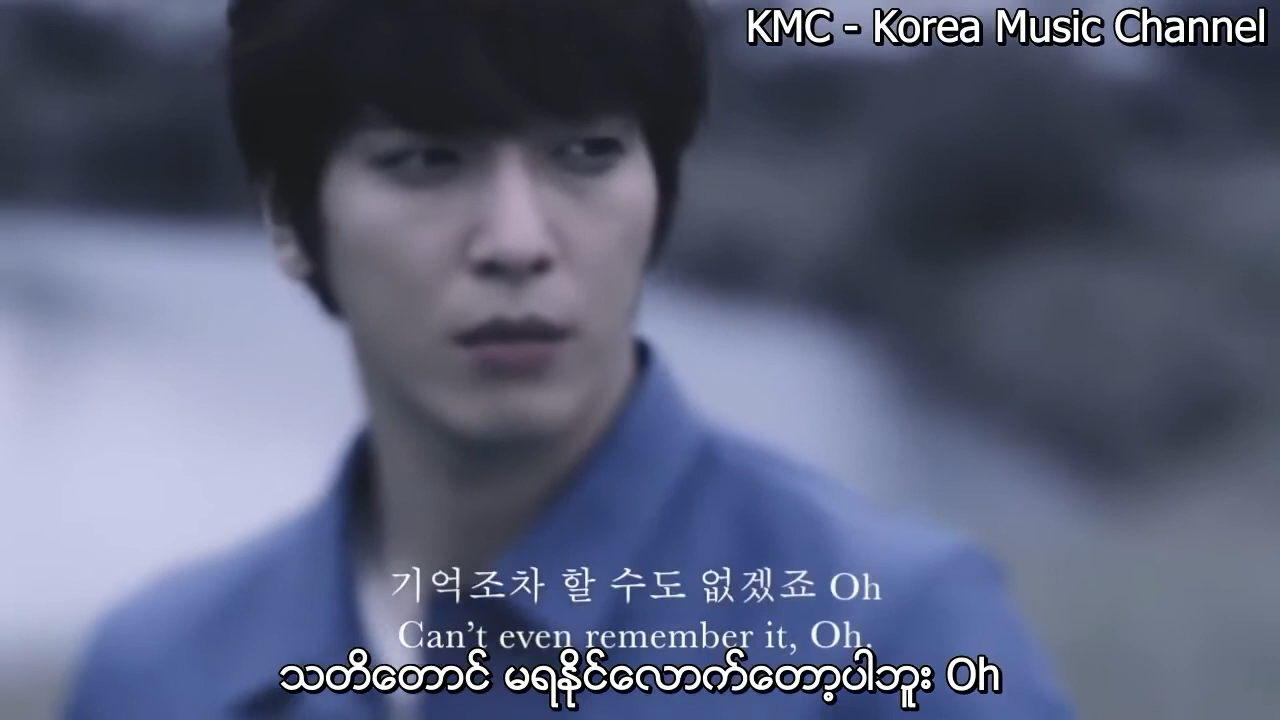 KMC - Korea Music Channel
기억조차 할 수도 없겠죠 Oh
Can't even remember it, Oh.
သတိတောင် မရနိုင်လောက်တော့ပါဘူး Oh